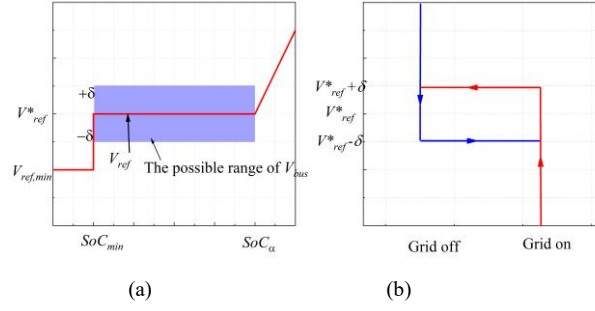 +δ
V*ref
−δ
Vref
The possible range of Vbus
Vref,min
SoCmin
SoCα
(a)
V*ref+δ
V*ref
V*ref-δ
Grid off
Grid on
(b)